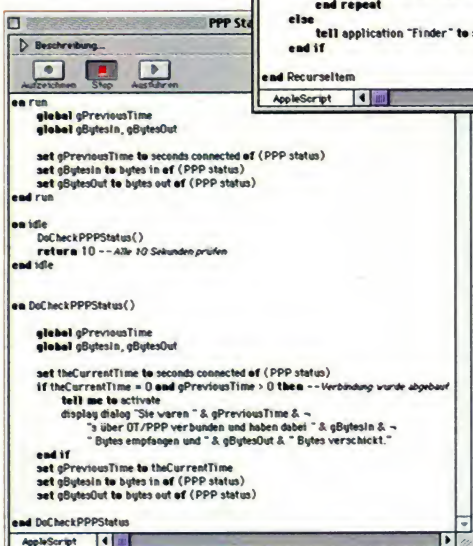 end repeat
else
tell application "Finder" to
end if
end RecurseItem
AppleScript
PPP Sta
Beschreibung...
Aufzeichnen Stop Ausführen
on run
global gPreviousTime
global gBytesIn, gBytesOut
set gPreviousTime to seconds connected of (PPP status)
set gBytesIn to bytes in of (PPP status)
set gBytesOut to bytes out of (PPP status)
end run
on idle
DoCheckPPPStatus()
return 10 --Alle 10 Sekunden prüfen
end idle
on DoCheckPPPStatus()
global gPreviousTime
global gBytesIn, gBytesOut
set theCurrentTime to seconds connected of (PPP status)
if theCurrentTime = 0 and gPreviousTime > 0 then --Verbindung wurde abgebaut
tell me to activate
display dialog "Sie waren " & gPreviousTime & ¬
"s über OT/PPP verbunden und haben dabei " & gBytesIn & ¬
" Bytes empfangen und " & gBytesOut & " Bytes verschickt."
end if
set gPreviousTime to theCurrentTime
set gBytesIn to bytes in of (PPP status)
set gBytesOut to bytes out of (PPP status)
end DoCheckPPPStatus
AppleScript